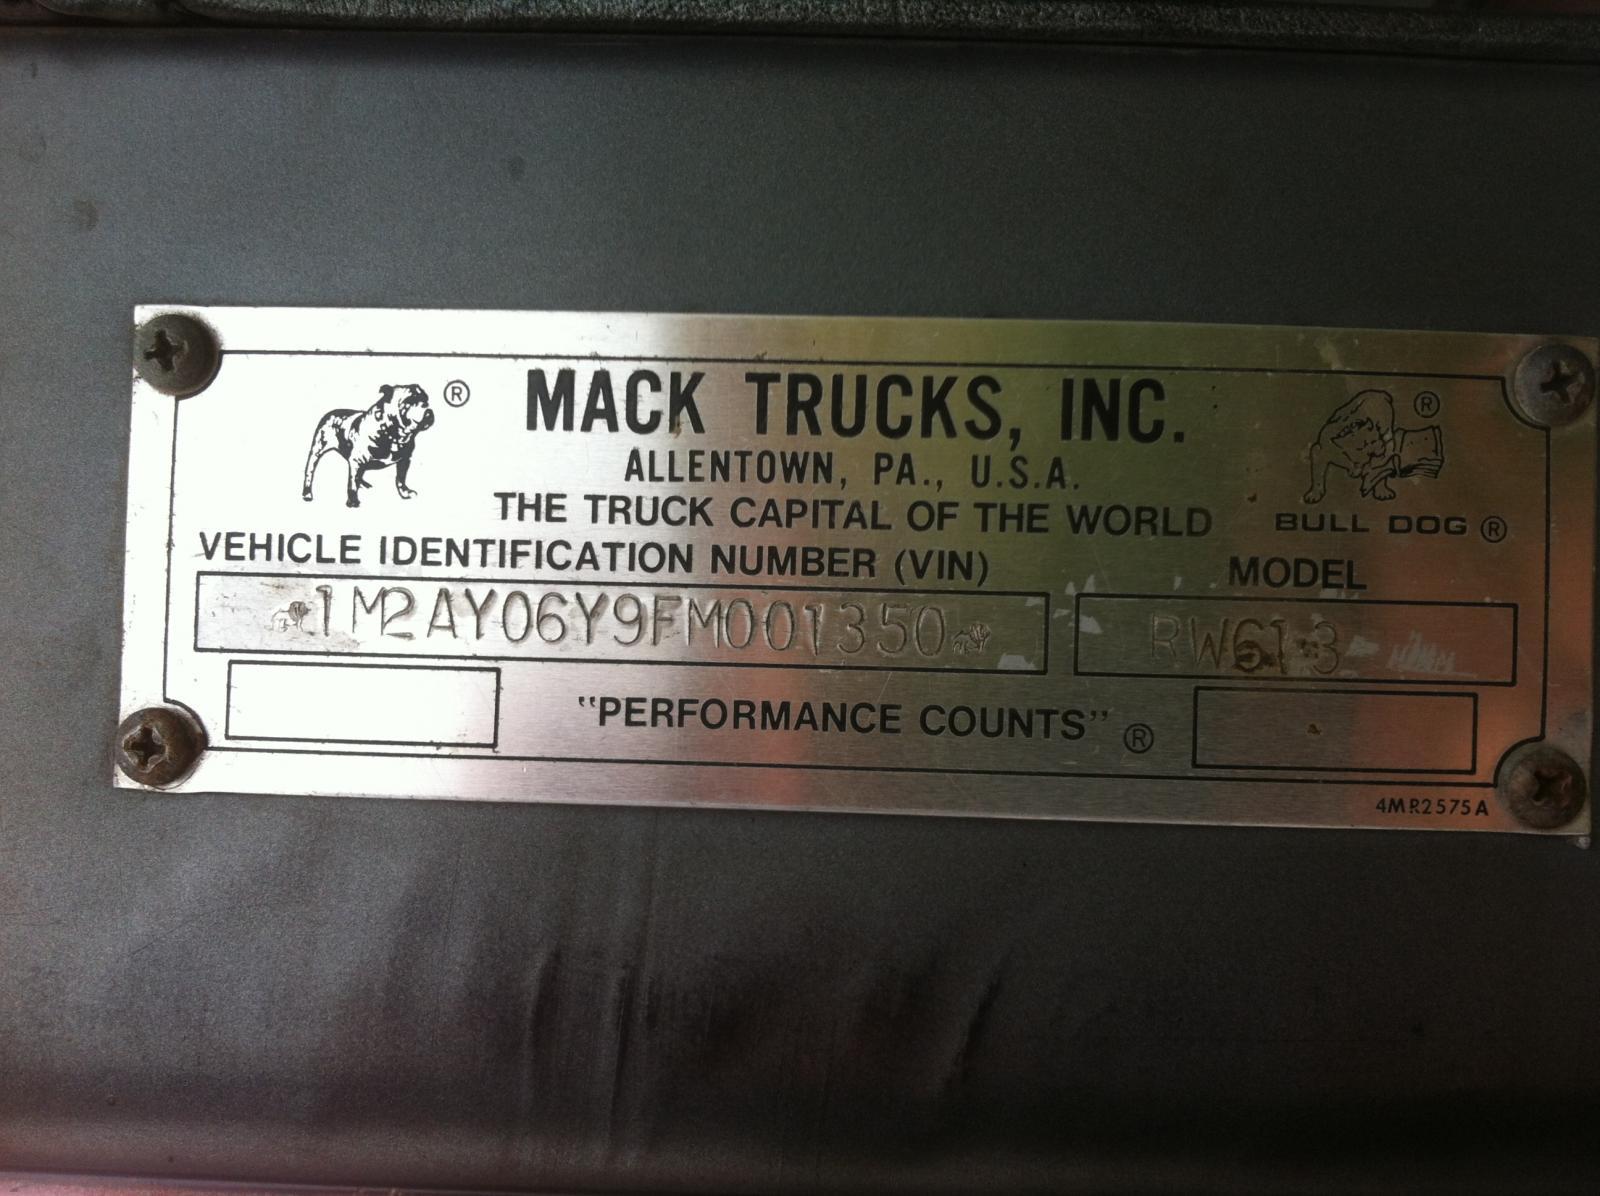 MACK TRUCKS, INC.
ALLENTOWN, PA., U.S.A.
THE TRUCK CAPITAL OF THE WORLD
BULL DOG ®
VEHICLE IDENTIFICATION NUMBER (VIN)
MODEL
1M2AY06Y9FM001350
RW613
"PERFORMANCE COUNTS" ®
4MR2575A